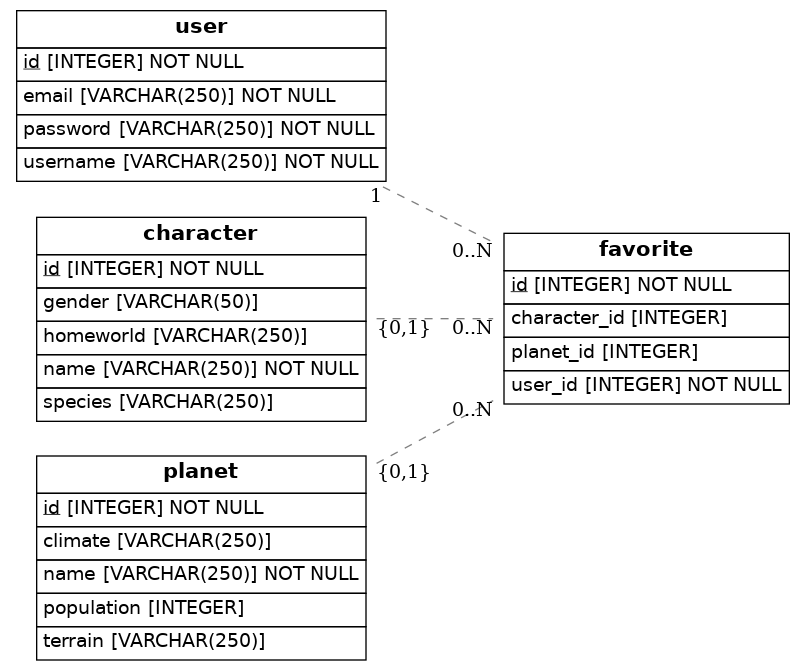 user
id [INTEGER] NOT NULL
email [VARCHAR(250)] NOT NULL
password [VARCHAR(250)] NOT NULL
username [VARCHAR(250)] NOT NULL
1
0..N
character
id [INTEGER] NOT NULL
gender [VARCHAR(50)]
homeworld [VARCHAR(250)]
name [VARCHAR(250)] NOT NULL
species [VARCHAR(250)]
{0,1}
0..N
favorite
id [INTEGER] NOT NULL
character_id [INTEGER]
planet_id [INTEGER]
user_id [INTEGER] NOT NULL
0..N
{0,1}
planet
id [INTEGER] NOT NULL
climate [VARCHAR(250)]
name [VARCHAR(250)] NOT NULL
population [INTEGER]
terrain [VARCHAR(250)]